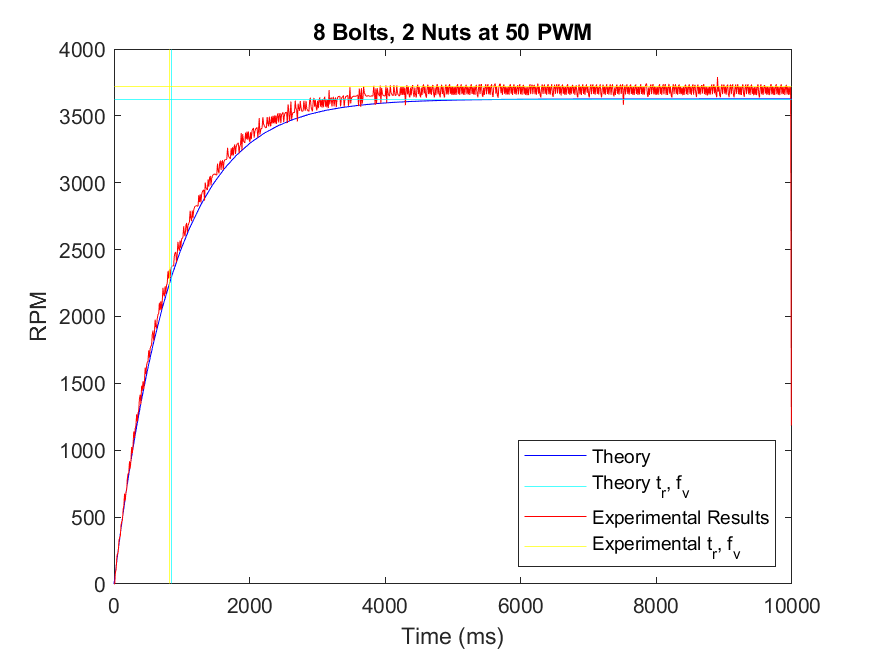 8 Bolts, 2 Nuts at 50 PWM
4000
3500
3000
2500
2000
1500
1000
500
0
RPM
0 2000 4000 6000 8000 10000
Time (ms)
Theory
Theory t_r, f_v
Experimental Results
Experimental t_r, f_v